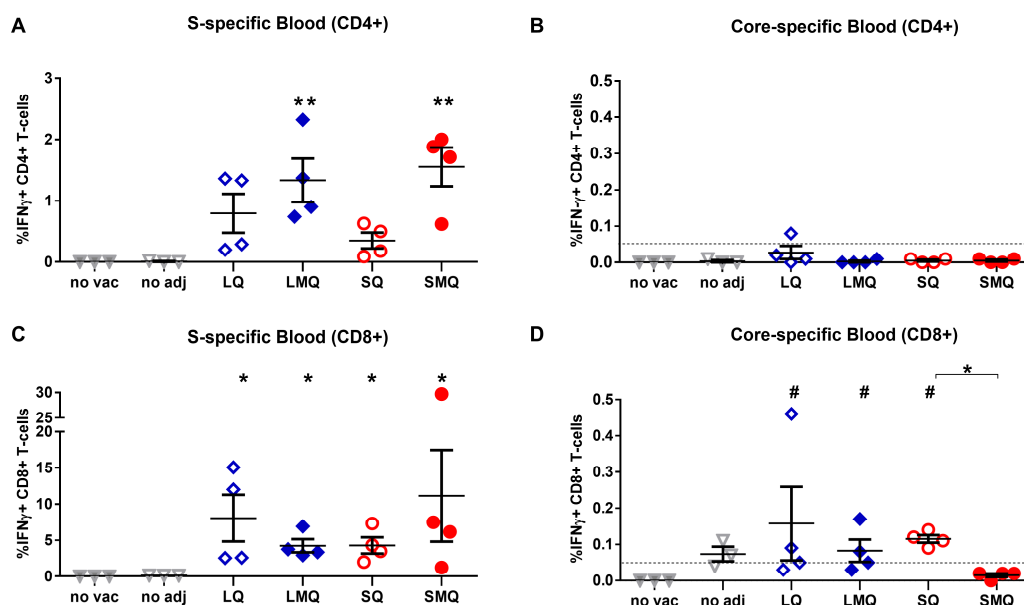 A
S-specific Blood (CD4+)
%IFNγ+ CD4+ T-cells
3
2
1
0
** **
no vac no adj LQ LMQ SQ SMQ
B
Core-specific Blood (CD4+)
%IFN-γ+ CD4+ T-cells
0.5
0.4
0.3
0.2
0.1
0.0
no vac no adj LQ LMQ SQ SMQ
C
S-specific Blood (CD8+)
%IFNγ+ CD8+ T-cells
30
25
20
15
10
5
0
* * * *
no vac no adj LQ LMQ SQ SMQ
D
Core-specific Blood (CD8+)
%IFNγ+ CD8+ T-cells
*
# # #
0.5
0.4
0.3
0.2
0.1
0.0
no vac no adj LQ LMQ SQ SMQ